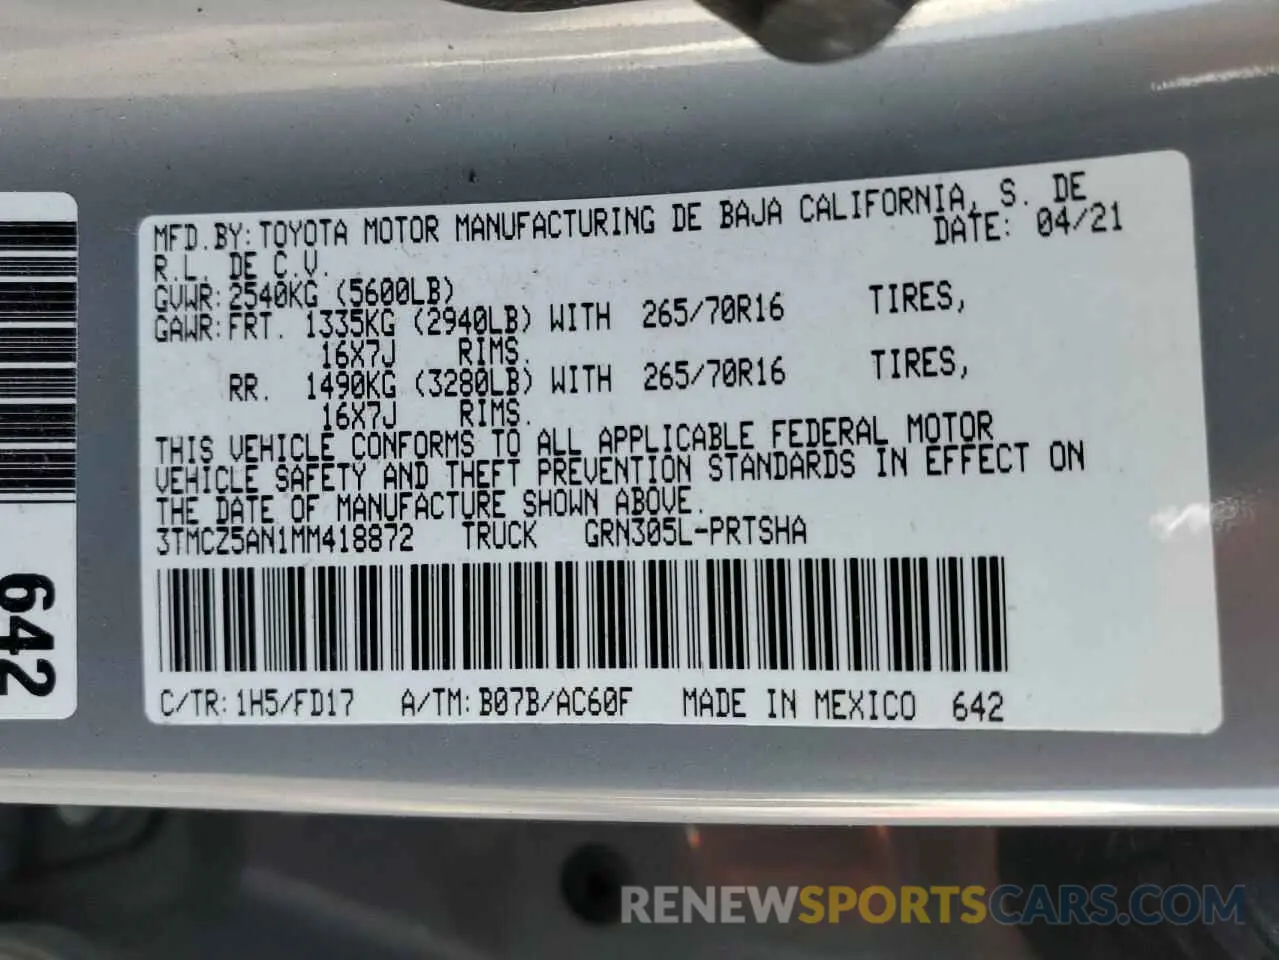 MFD.BY:TOYOTA MOTOR MANUFACTURING DE BAJA CALIFORNIA, S. DE
R.L. DE C.V. DATE: 04/21
GVWR:2540KG (5600LB)
GAWR:FRT. 1335KG (2940LB) WITH 265/70R16 TIRES,
16X7J RIMS.
RR. 1490KG (3280LB) WITH 265/70R16 TIRES,
16X7J RIMS.
THIS VEHICLE CONFORMS TO ALL APPLICABLE FEDERAL MOTOR
VEHICLE SAFETY AND THEFT PREVENTION STANDARDS IN EFFECT ON
THE DATE OF MANUFACTURE SHOWN ABOVE.
3TMCZ5AN1MM418872 TRUCK GRN305L-PRTSHA
C/TR:1H5/FD17 A/TM:B07B/AC60F MADE IN MEXICO 642
642
RENEWSPORTSCARS.COM